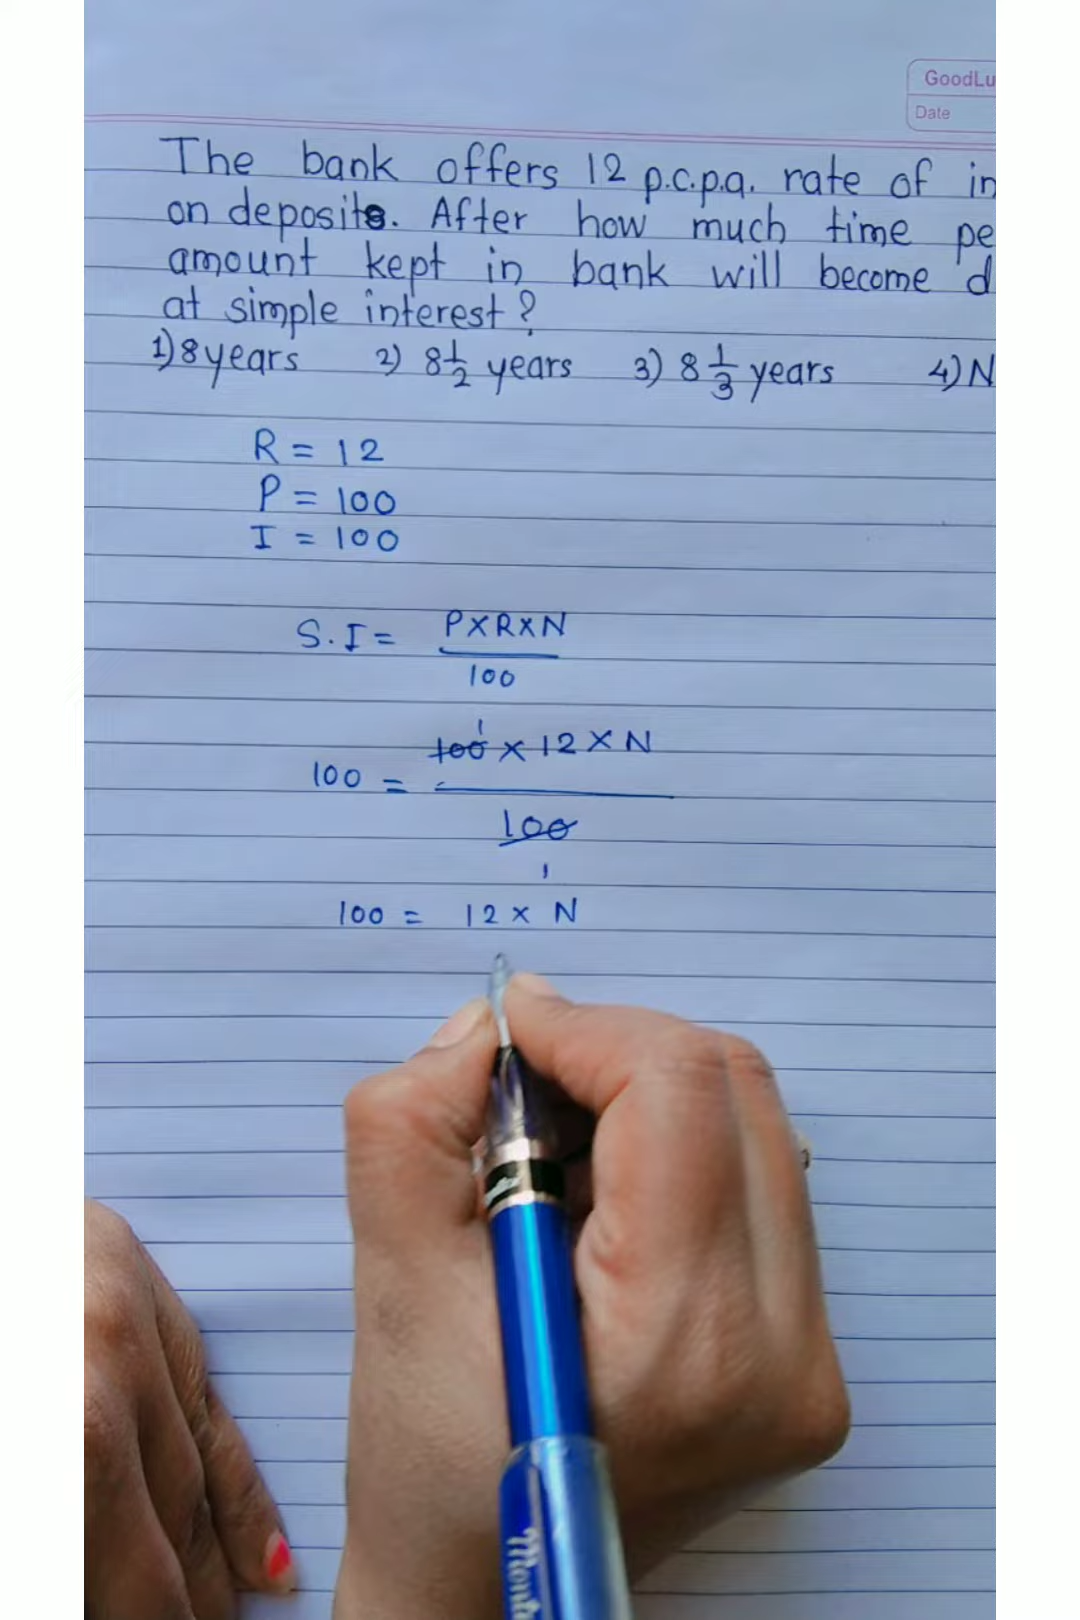 GoodLu
Date
The bank offers 12 p.c.p.a. rate of in
on deposits. After how much time pe
amount kept in bank will become d
at simple interest?
1) 8 years 2) 8 1/2 years 3) 8 1/3 years 4) N
R = 12
P = 100
I = 100
S.I = P×R×N
100
1
100 × 12 × N
100 =
100
1
100 = 12 × N